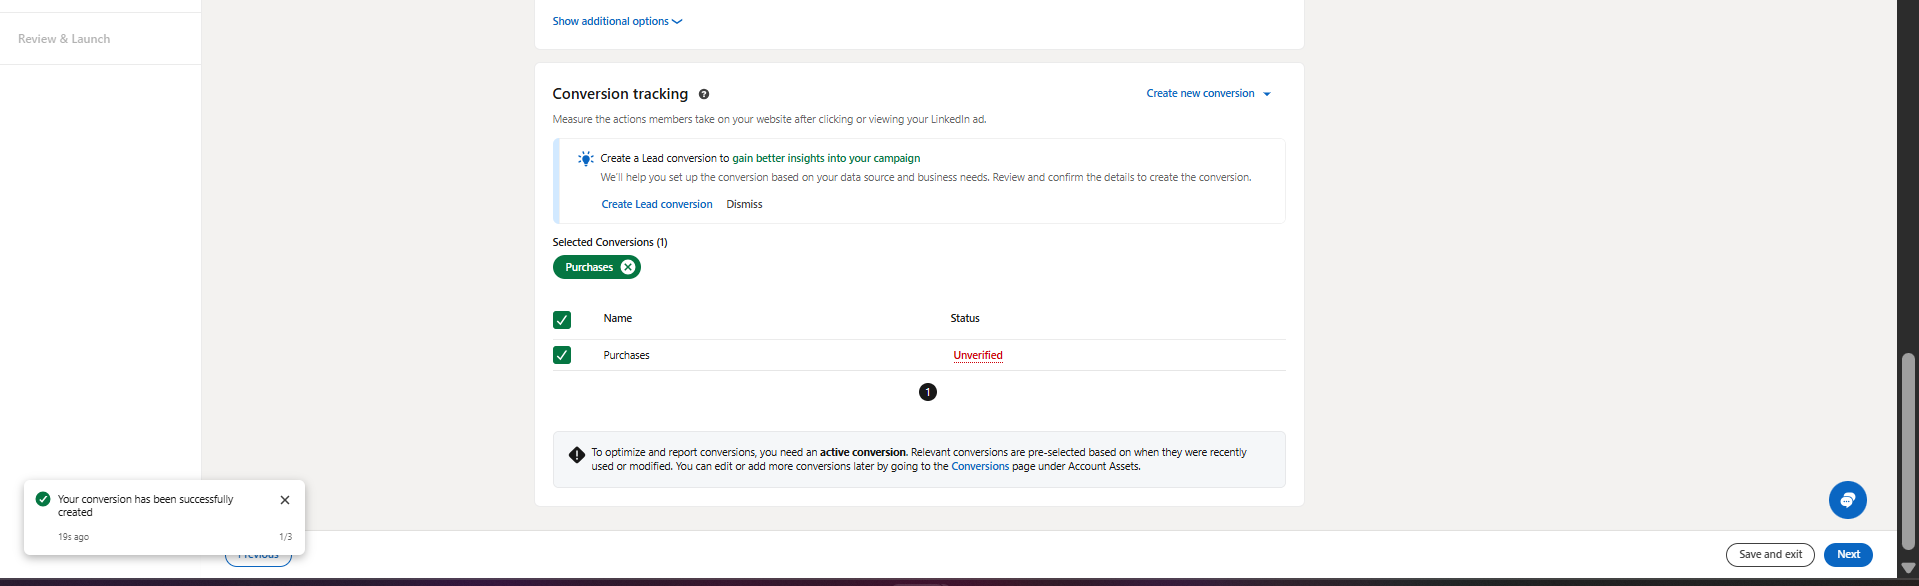 Show additional options
Review & Launch
Conversion tracking
Create new conversion
Measure the actions members take on your website after clicking or viewing your LinkedIn ad.
Create a Lead conversion to gain better insights into your campaign
We'll help you set up the conversion based on your data source and business needs. Review and confirm the details to create the conversion.
Create Lead conversion Dismiss
Selected Conversions (1)
Purchases
Name Status
Purchases Unverified
1
To optimize and report conversions, you need an active conversion. Relevant conversions are pre-selected based on when they were recently
used or modified. You can edit or add more conversions later by going to the Conversions page under Account Assets.
Your conversion has been successfully
created
19s ago 1/3
Previous
Save and exit Next